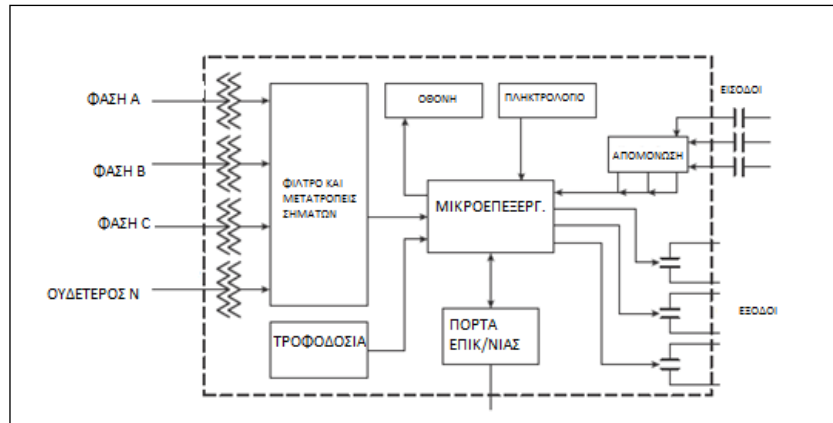 ΦΑΣΗ Α
ΦΑΣΗ Β
ΦΑΣΗ C
ΟΥΔΕΤΕΡΟΣ Ν
ΦΙΛΤΡΟ ΚΑΙ
ΜΕΤΑΤΡΟΠΕΙΣ
ΣΗΜΑΤΩΝ
ΤΡΟΦΟΔΟΣΙΑ
ΟΘΟΝΗ
ΠΛΗΚΤΡΟΛΟΓΙΟ
ΜΙΚΡΟΕΠΕΞΕΡΓ.
ΠΟΡΤΑ
ΕΠΙΚ/ΝΙΑΣ
ΕΙΣΟΔΟΙ
ΑΠΟΜΟΝΩΣΗ
ΕΞΟΔΟΙ